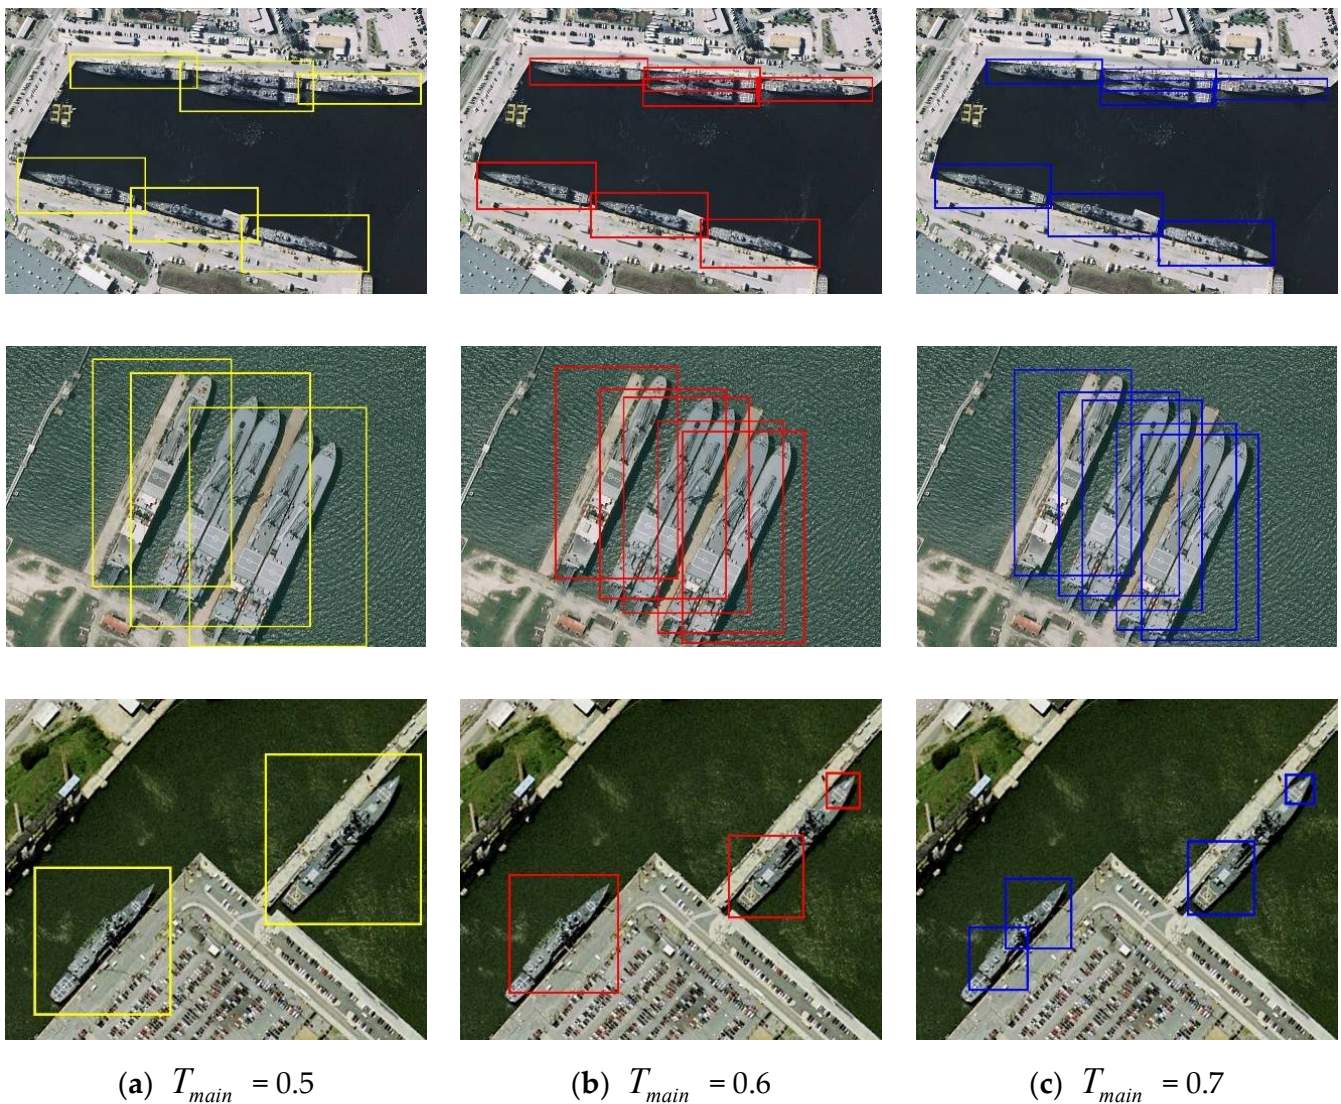 (a) T_main = 0.5
(b) T_main = 0.6
(c) T_main = 0.7